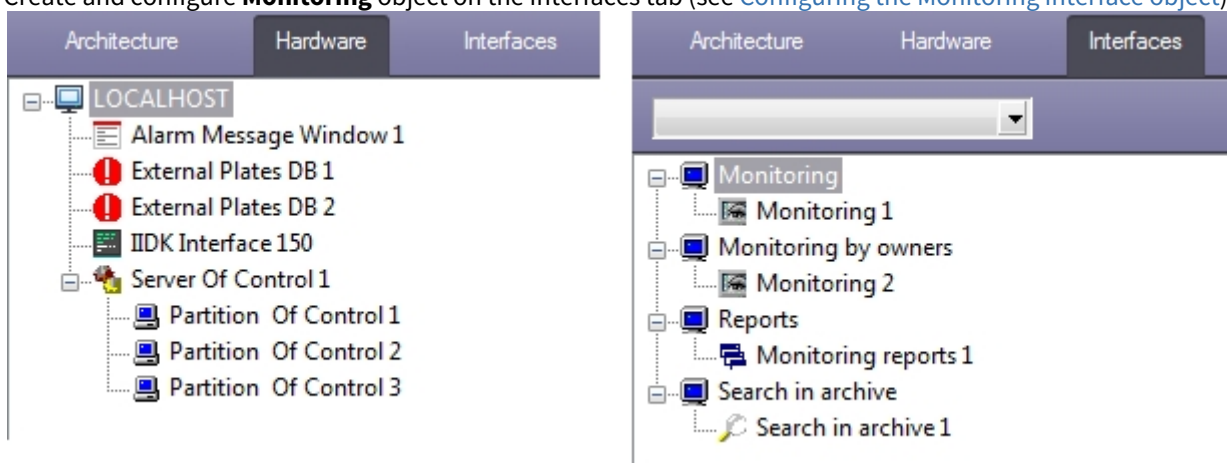 Create and configure Monitoring object on the Interfaces tab (see Configuring the Monitoring interface object)
Architecture Hardware Interfaces
LOCALHOST
Alarm Message Window 1
External Plates DB 1
External Plates DB 2
IIDK Interface 150
Server Of Control 1
Partition Of Control 1
Partition Of Control 2
Partition Of Control 3
Architecture Hardware Interfaces
Monitoring
Monitoring 1
Monitoring by owners
Monitoring 2
Reports
Monitoring reports 1
Search in archive
Search in archive 1